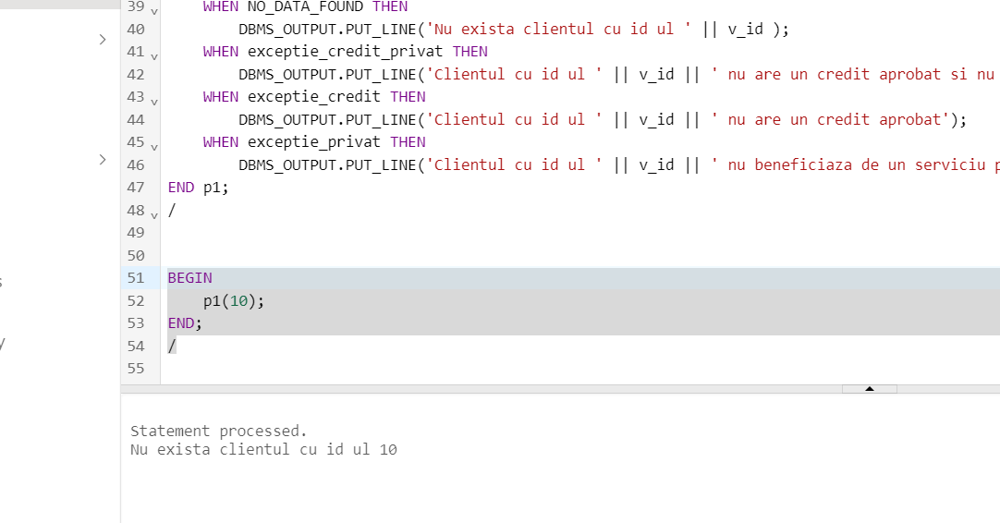 39 WHEN NO_DATA_FOUND THEN
40 DBMS_OUTPUT.PUT_LINE('Nu exista clientul cu id ul ' || v_id );
41 WHEN exceptie_credit_privat THEN
42 DBMS_OUTPUT.PUT_LINE('Clientul cu id ul ' || v_id || ' nu are un credit aprobat si nu
43 WHEN exceptie_credit THEN
44 DBMS_OUTPUT.PUT_LINE('Clientul cu id ul ' || v_id || ' nu are un credit aprobat');
45 WHEN exceptie_privat THEN
46 DBMS_OUTPUT.PUT_LINE('Clientul cu id ul ' || v_id || ' nu beneficiaza de un serviciu
47 END p1;
48 /
49
50
51 BEGIN
52 p1(10);
53 END;
54 /
55
Statement processed.
Nu exista clientul cu id ul 10